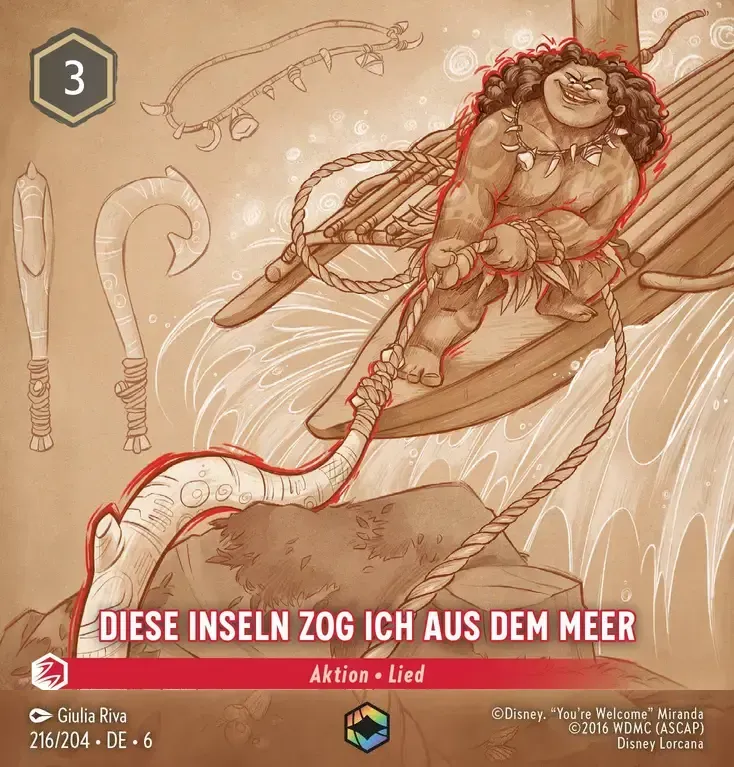 3
DIESE INSELN ZOG ICH AUS DEM MEER
Aktion • Lied
Giulia Riva
216/204 • DE • 6
©Disney. “You’re Welcome” Miranda
©2016 WDMC (ASCAP)
Disney Lorcana